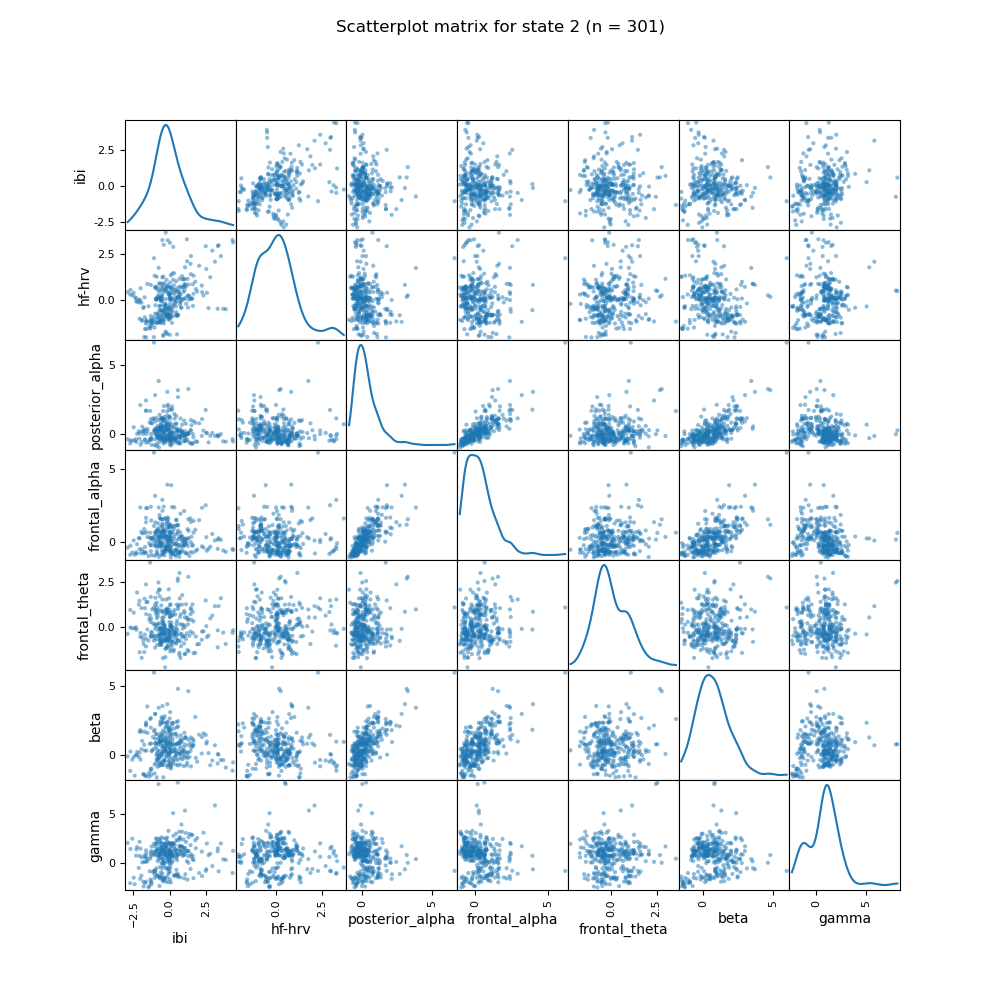 Scatterplot matrix for state 2 (n = 301)
ibi
2.5
0.0
−2.5
hf-hrv
2.5
0.0
posterior_alpha
5
0
frontal_alpha
5
0
frontal_theta
2.5
0.0
beta
5
0
gamma
5
0
−2.5 0.0 2.5 0.0 2.5 0 5 0 5 0.0 2.5 0 5 0 5
ibi hf-hrv posterior_alpha frontal_alpha frontal_theta beta gamma